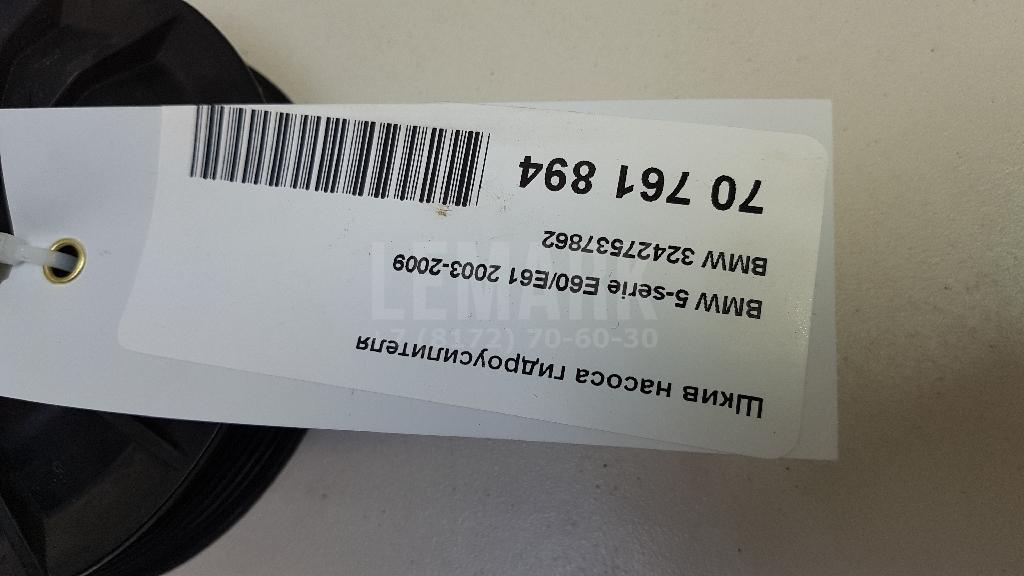 Шкив насоса гидроусилителя
BMW 5-serie E60/E61 2003-2009
BMW 32427537862
70 761 894
LEMARK
+7 (8172) 70-60-30